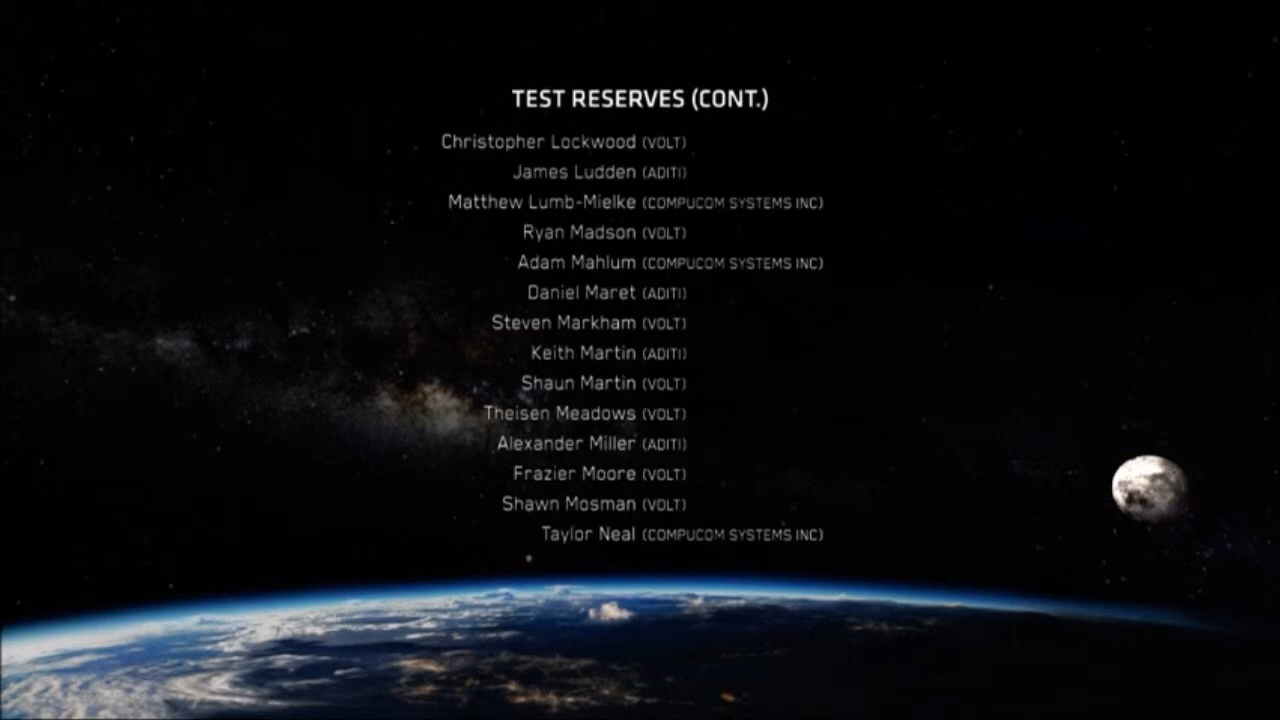 TEST RESERVES (CONT.)
Christopher Lockwood (VOLT)
James Ludden (ADITI)
Matthew Lumb-Mielke (COMPUCOM SYSTEMS INC)
Ryan Madson (VOLT)
Adam Mahlum (COMPUCOM SYSTEMS INC)
Daniel Maret (ADITI)
Steven Markham (VOLT)
Keith Martin (ADITI)
Shaun Martin (VOLT)
Theisen Meadows (VOLT)
Alexander Miller (ADITI)
Frazier Moore (VOLT)
Shawn Mosman (VOLT)
Taylor Neal (COMPUCOM SYSTEMS INC)